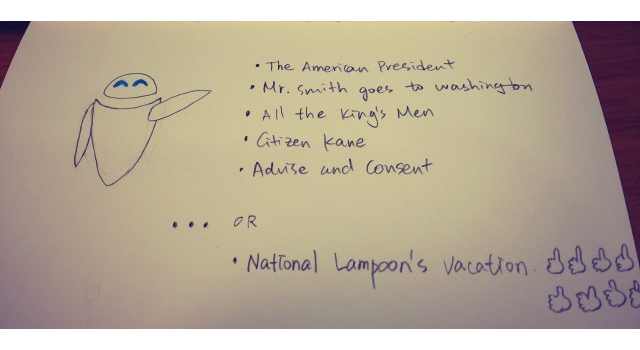 • The American President
• Mr. Smith goes to washington
• All the King's Men
• Citizen Kane
• Advise and Consent
... OR
• National Lampoon's Vacation.